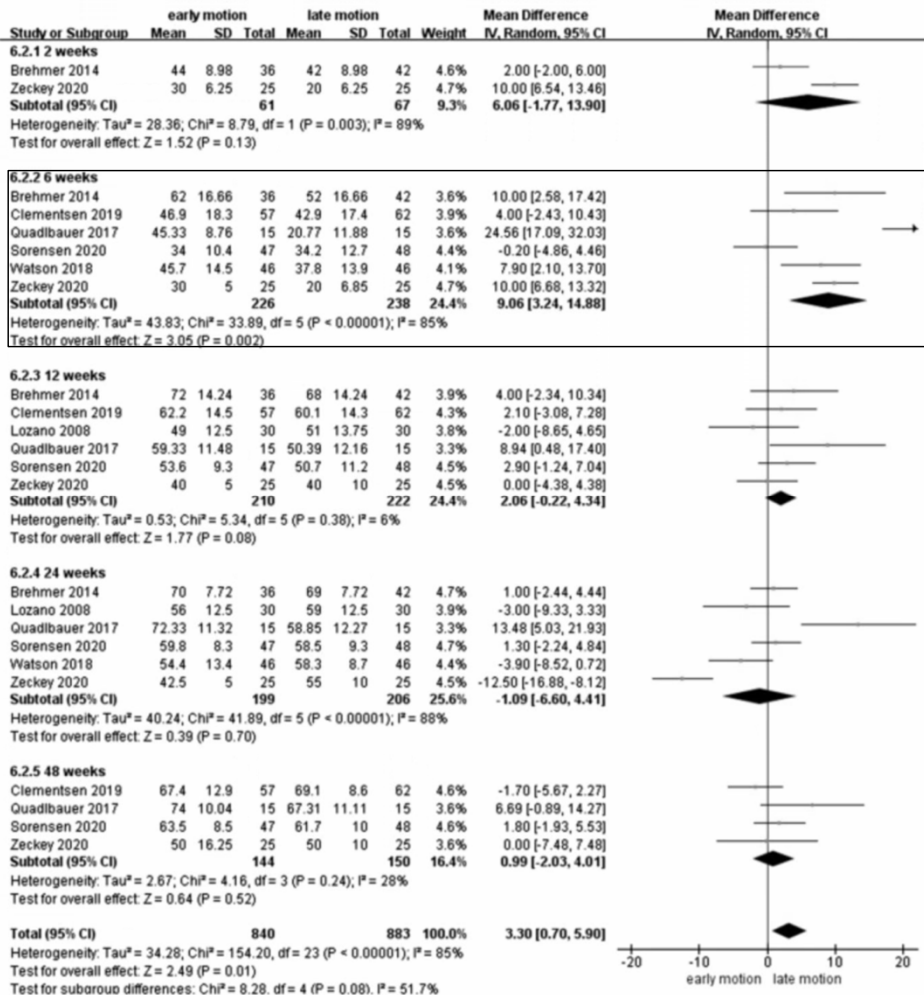 early motion late motion Mean Difference Mean Difference
Study or Subgroup Mean SD Total Mean SD Total Weight IV, Random, 95% CI IV, Random, 95% CI
6.2.1 2 weeks
Brehmer 2014 44 8.98 36 42 8.98 42 4.6% 2.00 [-2.00, 6.00]
Zeckey 2020 30 6.25 25 20 6.25 25 4.7% 10.00 [6.54, 13.46]
Subtotal (95% CI) 61 67 9.3% 6.06 [-1.77, 13.90]
Heterogeneity: Tau² = 28.36; Chi² = 8.79, df = 1 (P = 0.003); I² = 89%
Test for overall effect: Z = 1.52 (P = 0.13)
6.2.2 6 weeks
Brehmer 2014 62 16.66 36 52 16.66 42 3.6% 10.00 [2.58, 17.42]
Clementsen 2019 46.9 18.3 57 42.9 17.4 62 3.9% 4.00 [-2.43, 10.43]
Quadlbauer 2017 45.33 8.76 15 20.77 11.88 15 3.6% 24.56 [17.09, 32.03]
Sorensen 2020 34 10.4 47 34.2 12.7 48 4.4% -0.20 [-4.86, 4.46]
Watson 2018 45.7 14.5 46 37.8 13.9 46 4.1% 7.90 [2.10, 13.70]
Zeckey 2020 30 5 25 20 6.85 25 4.7% 10.00 [6.68, 13.32]
Subtotal (95% CI) 226 238 24.4% 9.06 [3.24, 14.88]
Heterogeneity: Tau² = 43.83; Chi² = 33.89, df = 5 (P < 0.00001); I² = 85%
Test for overall effect: Z = 3.05 (P = 0.002)
6.2.3 12 weeks
Brehmer 2014 72 14.24 36 68 14.24 42 3.9% 4.00 [-2.34, 10.34]
Clementsen 2019 62.2 14.5 57 60.1 14.3 62 4.3% 2.10 [-3.08, 7.28]
Lozano 2008 49 12.5 30 51 13.75 30 3.8% -2.00 [-8.65, 4.65]
Quadlbauer 2017 59.33 11.48 15 50.39 12.16 15 3.3% 8.94 [0.48, 17.40]
Sorensen 2020 53.6 9.3 47 50.7 11.2 48 4.5% 2.90 [-1.24, 7.04]
Zeckey 2020 40 5 25 40 10 25 4.5% 0.00 [-4.38, 4.38]
Subtotal (95% CI) 210 222 24.4% 2.06 [-0.22, 4.34]
Heterogeneity: Tau² = 0.53; Chi² = 5.34, df = 5 (P = 0.38); I² = 6%
Test for overall effect: Z = 1.77 (P = 0.08)
6.2.4 24 weeks
Brehmer 2014 70 7.72 36 69 7.72 42 4.7% 1.00 [-2.44, 4.44]
Lozano 2008 56 12.5 30 59 12.5 30 3.9% -3.00 [-9.33, 3.33]
Quadlbauer 2017 72.33 11.32 15 58.85 12.27 15 3.3% 13.48 [5.03, 21.93]
Sorensen 2020 59.8 8.3 47 58.5 9.3 48 4.6% 1.30 [-2.24, 4.84]
Watson 2018 54.4 13.4 46 58.3 8.7 46 4.4% -3.90 [-8.52, 0.72]
Zeckey 2020 42.5 5 25 55 10 25 4.5% -12.50 [-16.88, -8.12]
Subtotal (95% CI) 199 206 25.6% -1.09 [-6.60, 4.41]
Heterogeneity: Tau² = 40.24; Chi² = 41.89, df = 5 (P < 0.00001); I² = 88%
Test for overall effect: Z = 0.39 (P = 0.70)
6.2.5 48 weeks
Clementsen 2019 67.4 12.9 57 69.1 8.6 62 4.6% -1.70 [-5.67, 2.27]
Quadlbauer 2017 74 10.04 15 67.31 11.11 15 3.6% 6.69 [-0.89, 14.27]
Sorensen 2020 63.5 8.5 47 61.7 10 48 4.6% 1.80 [-1.93, 5.53]
Zeckey 2020 50 16.25 25 50 10 25 3.6% 0.00 [-7.48, 7.48]
Subtotal (95% CI) 144 150 16.4% 0.99 [-2.03, 4.01]
Heterogeneity: Tau² = 2.67; Chi² = 4.16, df = 3 (P = 0.24); I² = 28%
Test for overall effect: Z = 0.64 (P = 0.52)
Total (95% CI) 840 883 100.0% 3.30 [0.70, 5.90]
Heterogeneity: Tau² = 34.28; Chi² = 154.20, df = 23 (P < 0.00001); I² = 85%
Test for overall effect: Z = 2.49 (P = 0.01)
Test for subgroup differences: Chi² = 8.28, df = 4 (P = 0.08), I² = 51.7%
-20 -10 0 10 20
early motion late motion